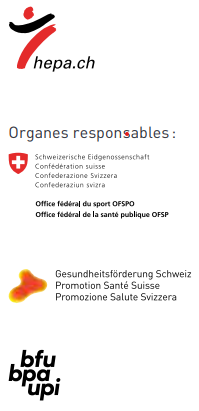 hepa.ch
Organes responsables :
Schweizerische Eidgenossenschaft
Confédération suisse
Confederazione Svizzera
Confederaziun svizra
Office fédéral du sport OFSPO
Office fédéral de la santé publique OFSP
Gesundheitsförderung Schweiz
Promotion Santé Suisse
Promozione Salute Svizzera
bfu
bpa
upi